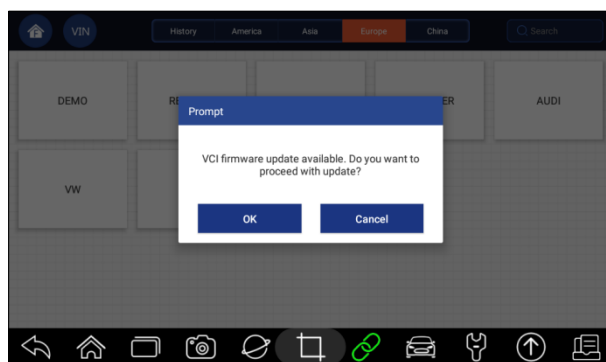 VIN
History America Asia Europe China
Search
DEMO
AUDI
Prompt
VCI firmware update available. Do you want to
proceed with update?
OK Cancel
VW